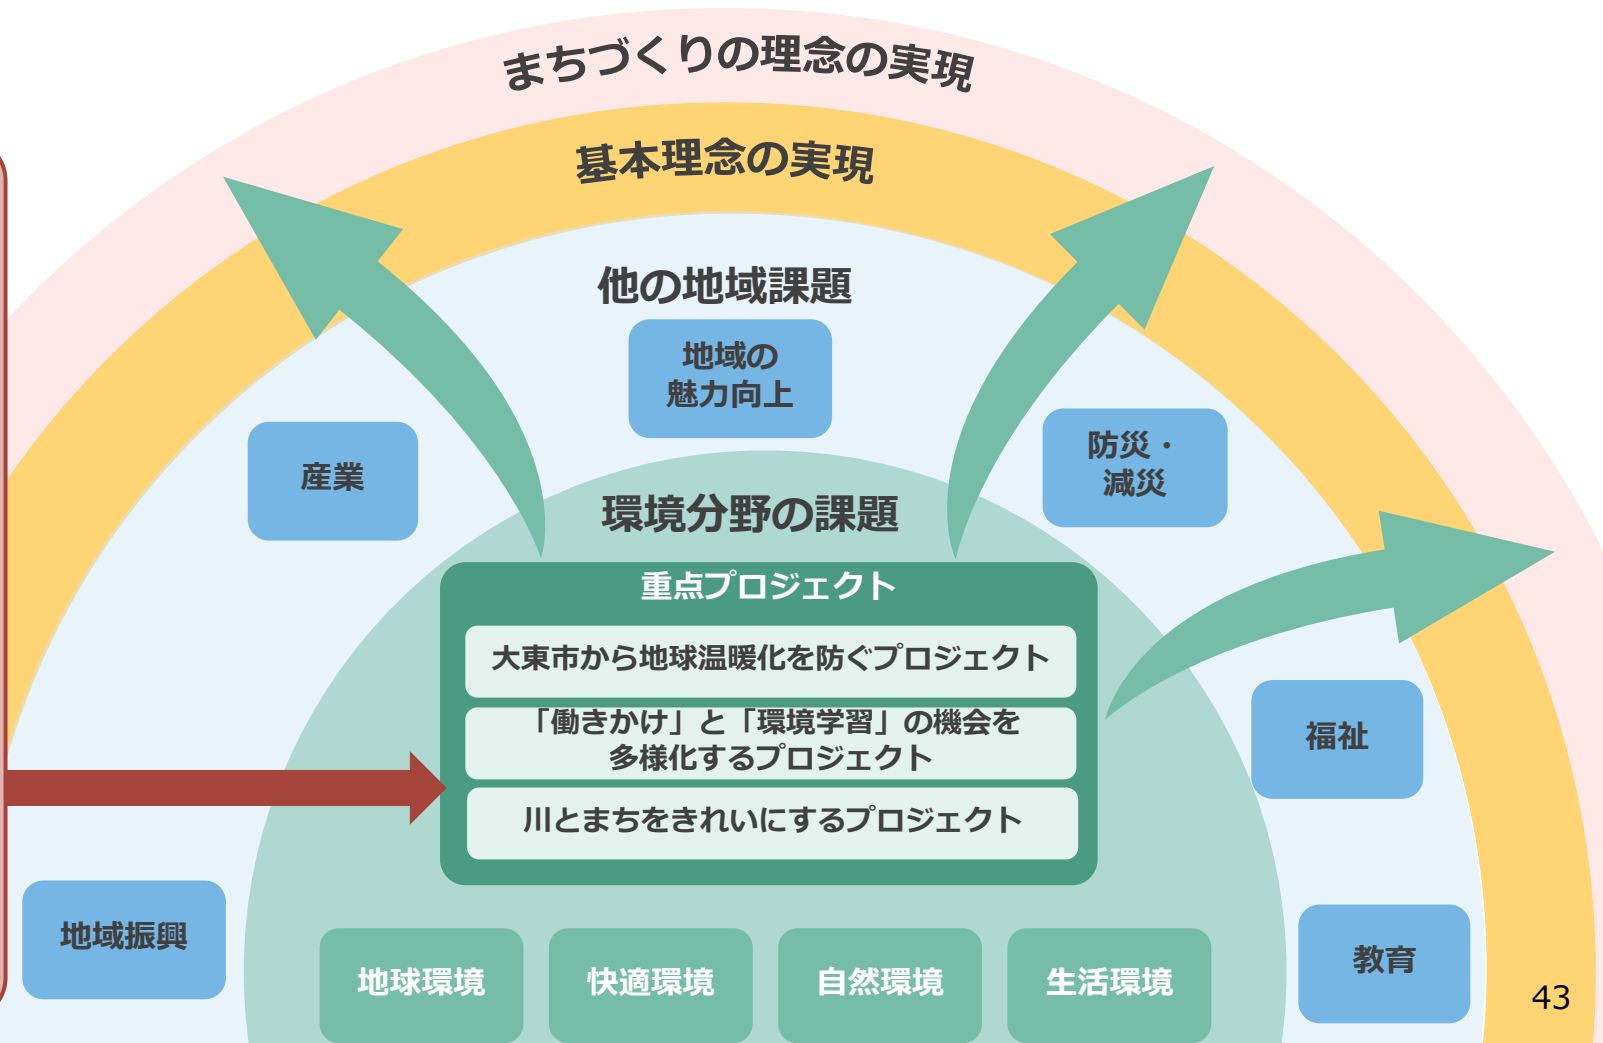 まちづくりの理念の実現
基本理念の実現
他の地域課題
地域の
魅力向上
産業
防災・
減災
環境分野の課題
重点プロジェクト
大東市から地球温暖化を防ぐプロジェクト
「働きかけ」と「環境学習」の機会を
多様化するプロジェクト
川とまちをきれいにするプロジェクト
福祉
地域振興
教育
地球環境
快適環境
自然環境
生活環境
43